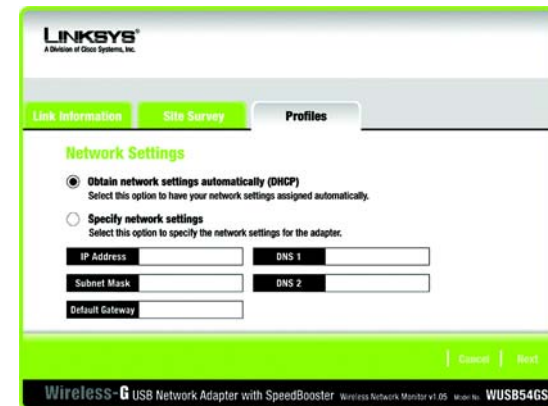 LINKSYS®
A Division of Cisco Systems, Inc.
Link Information
Site Survey
Profiles
Network Settings
Obtain network settings automatically (DHCP)
Select this option to have your network settings assigned automatically.
Specify network settings
Select this option to specify the network settings for the adapter.
IP Address
DNS 1
Subnet Mask
DNS 2
Default Gateway
Cancel | Next
Wireless-G USB Network Adapter with SpeedBooster Wireless Network Monitor v1.05 Model No. WUSB54GS